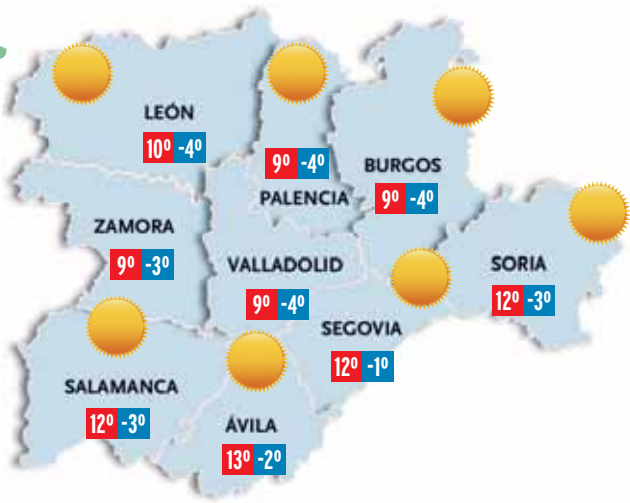 LEÓN
10º -4º
9º -4º
PALENCIA
BURGOS
9º -4º
ZAMORA
9º -3º
VALLADOLID
9º -4º
SORIA
12º -3º
SEGOVIA
12º -1º
SALAMANCA
12º -3º
ÁVILA
13º -2º